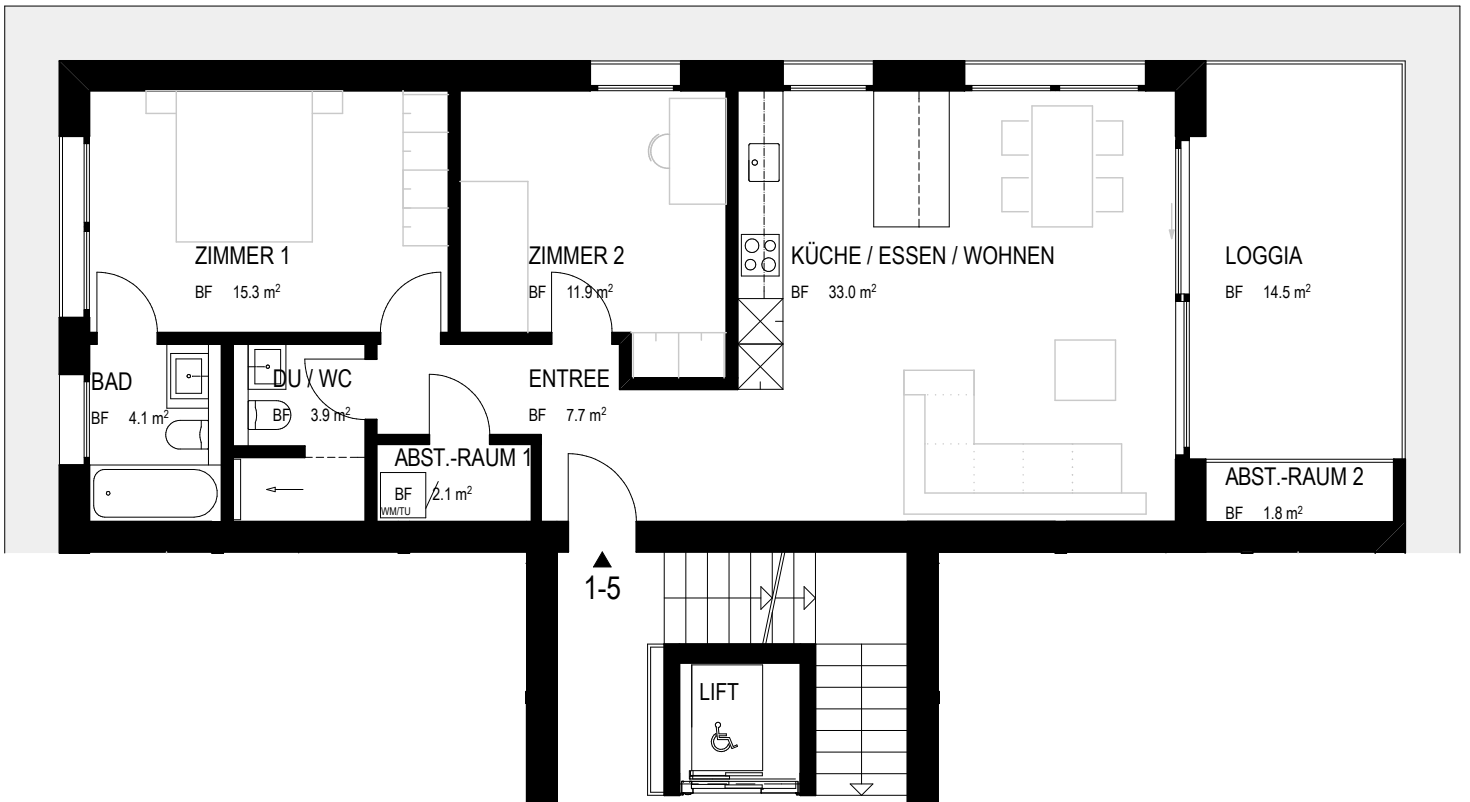 ZIMMER 1
BF 15.3 m²
ZIMMER 2
BF 11.9 m²
KÜCHE / ESSEN / WOHNEN
BF 33.0 m²
LOGGIA
BF 14.5 m²
BAD
BF 4.1 m²
DU / WC
BF 3.9 m²
ENTREE
BF 7.7 m²
ABST.-RAUM 1
BF 2.1 m²
WM/TU
ABST.-RAUM 2
BF 1.8 m²
1-5
LIFT